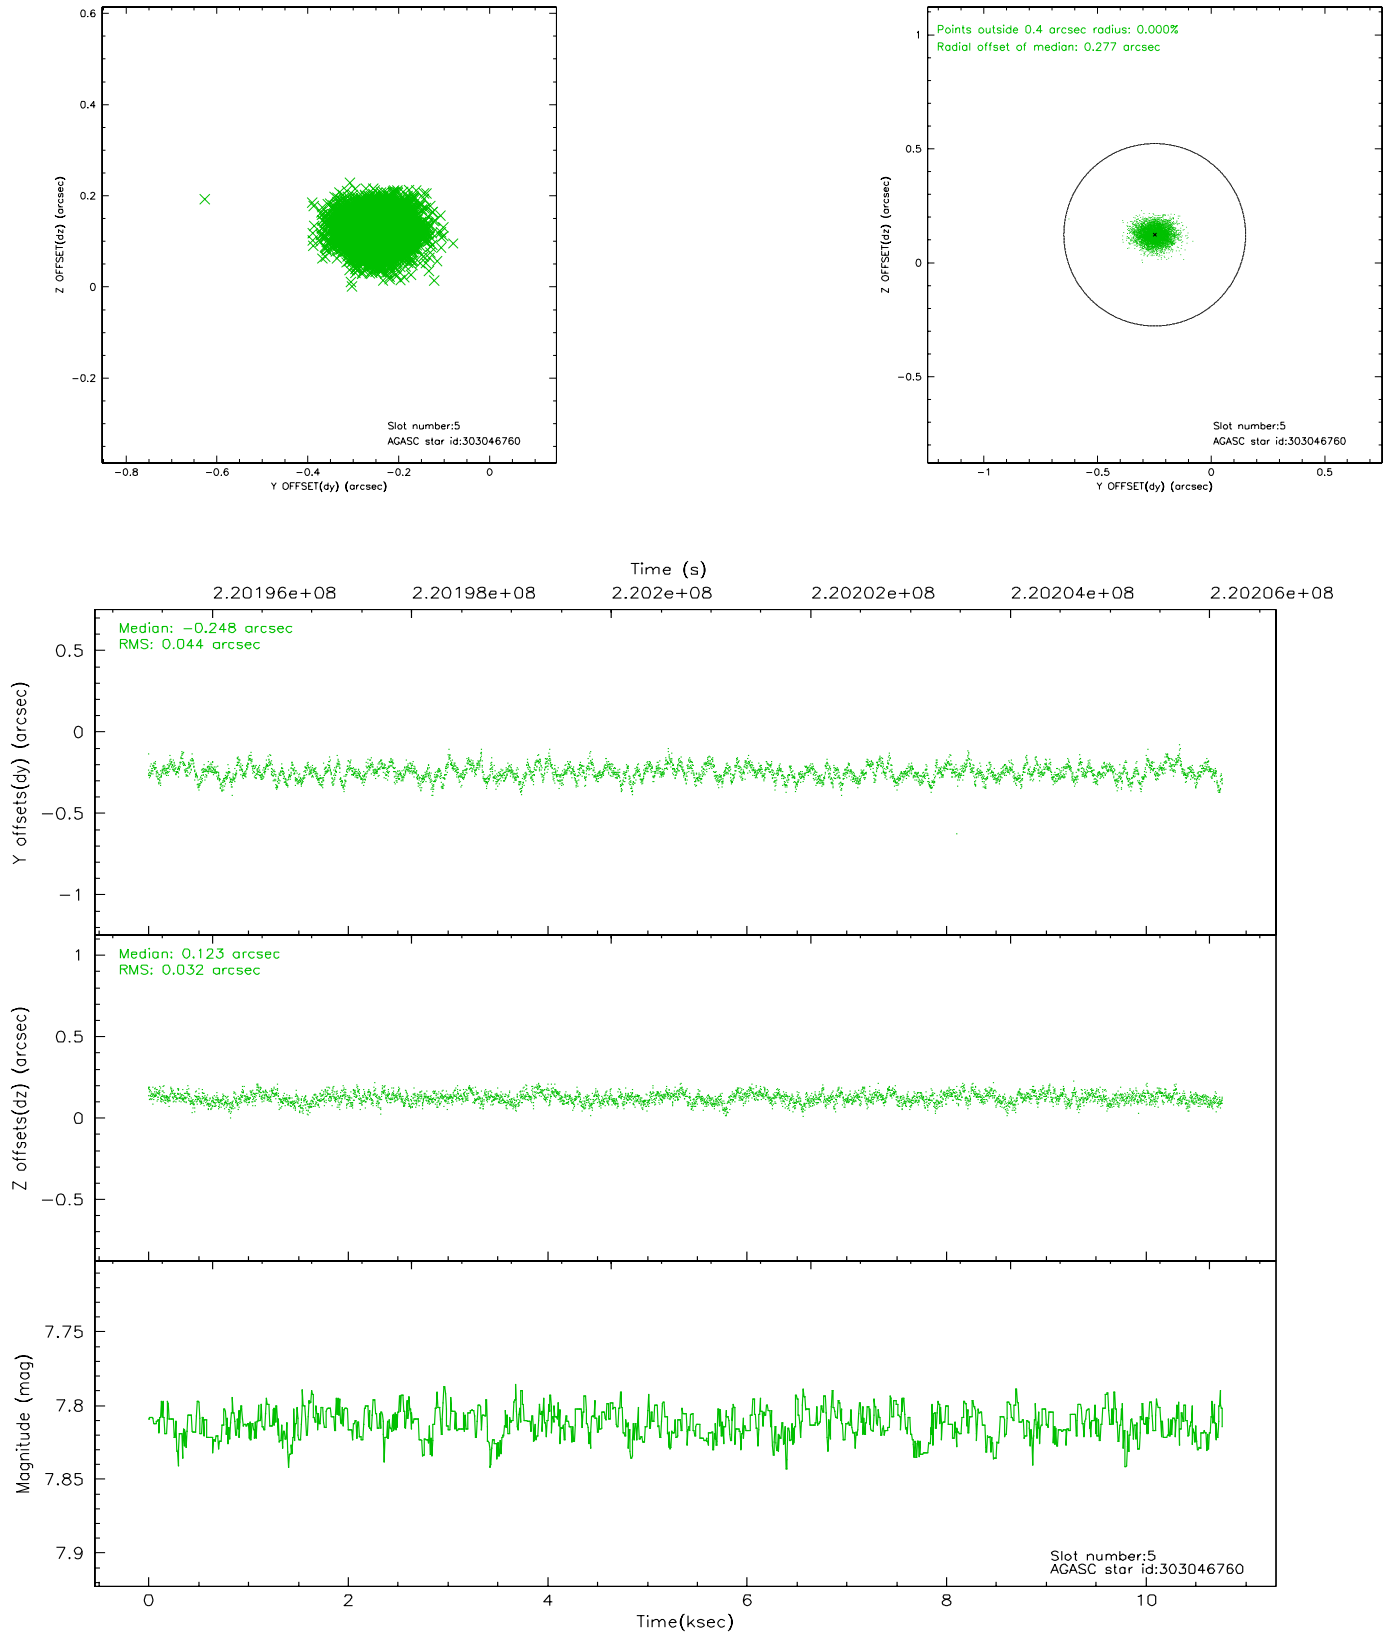 0.6
0.4
0.2
0
−0.2
Z OFFSET(dz) (arcsec)
Slot number:5
AGASC star id:303046760
−0.8 −0.6 −0.4 −0.2 0
Y OFFSET(dy) (arcsec)
Points outside 0.4 arcsec radius: 0.000%
Radial offset of median: 0.277 arcsec
1
0.5
0
−0.5
Z OFFSET(dz) (arcsec)
Slot number:5
AGASC star id:303046760
−1 −0.5 0 0.5
Y OFFSET(dy) (arcsec)
Time (s)
2.20196e+08 2.20198e+08 2.202e+08 2.20202e+08 2.20204e+08 2.20206e+08
Median: −0.248 arcsec
RMS: 0.044 arcsec
0.5
0
−0.5
−1
Y offsets(dy) (arcsec)
Median: 0.123 arcsec
RMS: 0.032 arcsec
1
0.5
0
−0.5
Z offsets(dz) (arcsec)
7.75
7.8
7.85
7.9
Magnitude (mag)
Slot number:5
AGASC star id:303046760
0 2 4 6 8 10
Time(ksec)